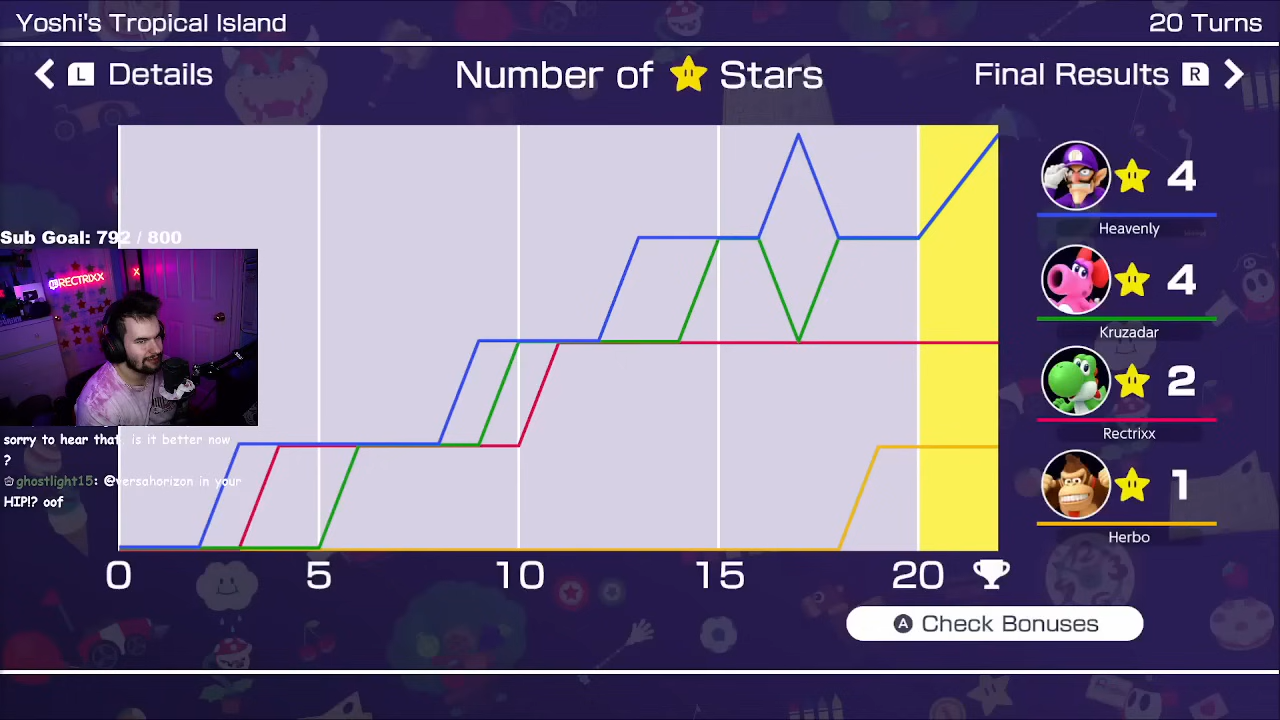 Yoshi's Tropical Island
20 Turns
L Details
Number of Stars
Final Results R
Sub Goal: 792 / 800
@RECTRIXX
4
Heavenly
4
Kruzadar
2
Rectrixx
1
Herbo
sorry to hear that is it better now
?
ghostlight15: @versahorizon in your
HIP!? oof
0 5 10 15 20
A Check Bonuses